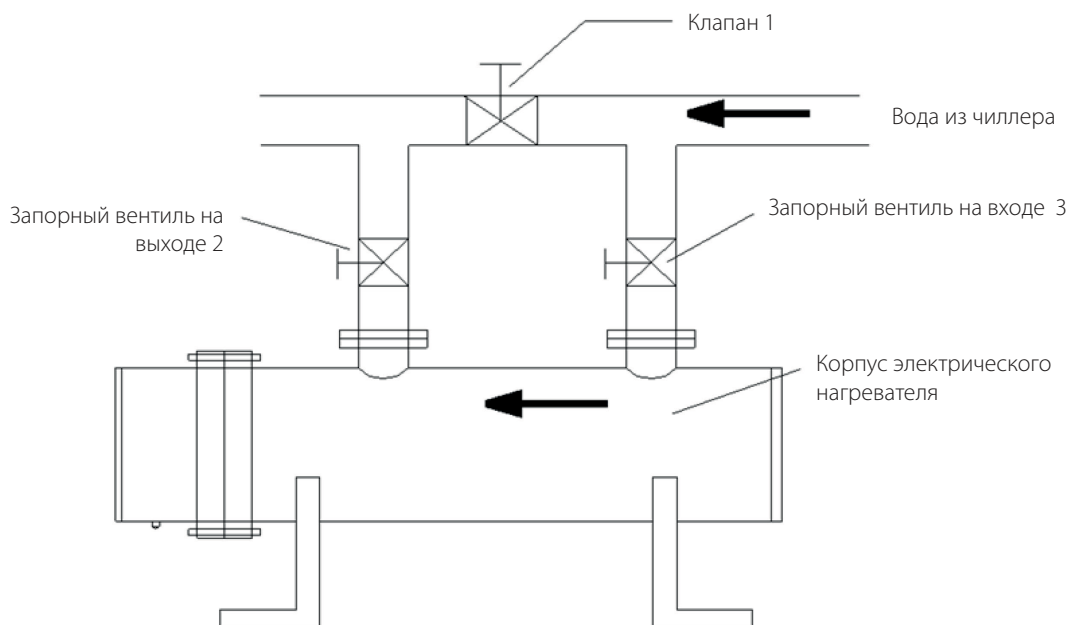 Клапан 1
Вода из чиллера
Запорный вентиль на
выходе 2
Запорный вентиль на входе 3
Корпус электрического
нагревателя